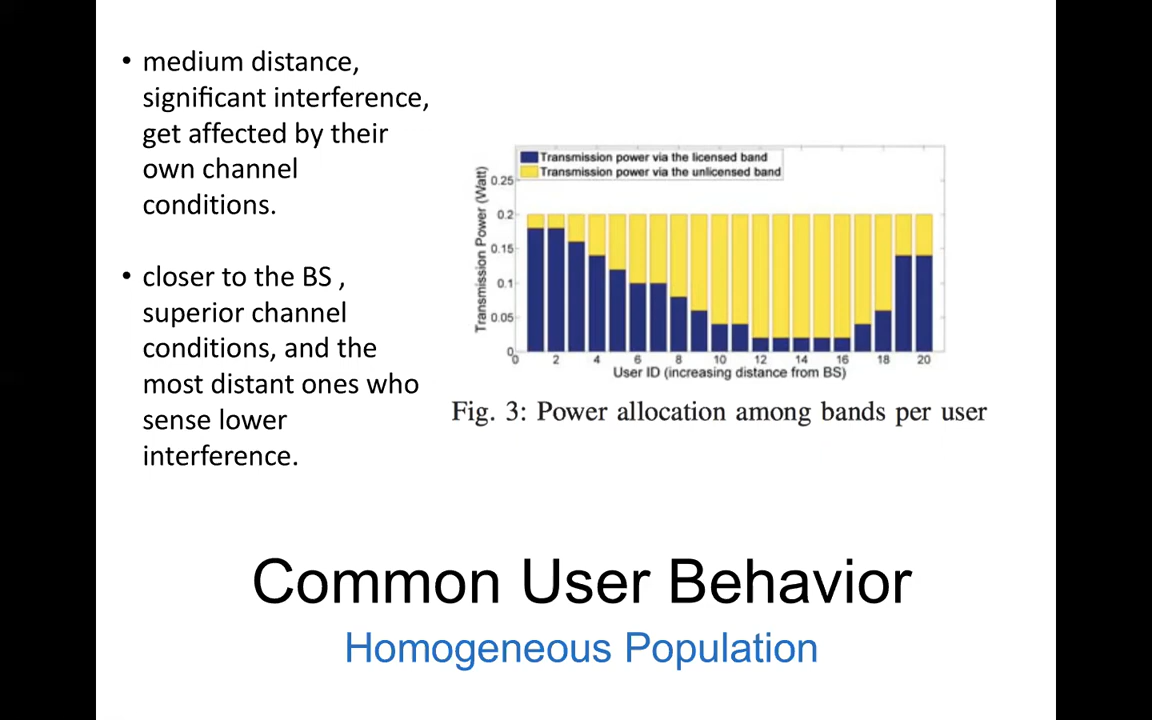 • medium distance,
significant interference,
get affected by their
own channel
conditions.
• closer to the BS ,
superior channel
conditions, and the
most distant ones who
sense lower
interference.
Transmission power via the licensed band
Transmission power via the unlicensed band
Transmission Power (Watt)
0.25
0.2
0.15
0.1
0.05
0
0 2 4 6 8 10 12 14 16 18 20
User ID (increasing distance from BS)
Fig. 3: Power allocation among bands per user
Common User Behavior
Homogeneous Population